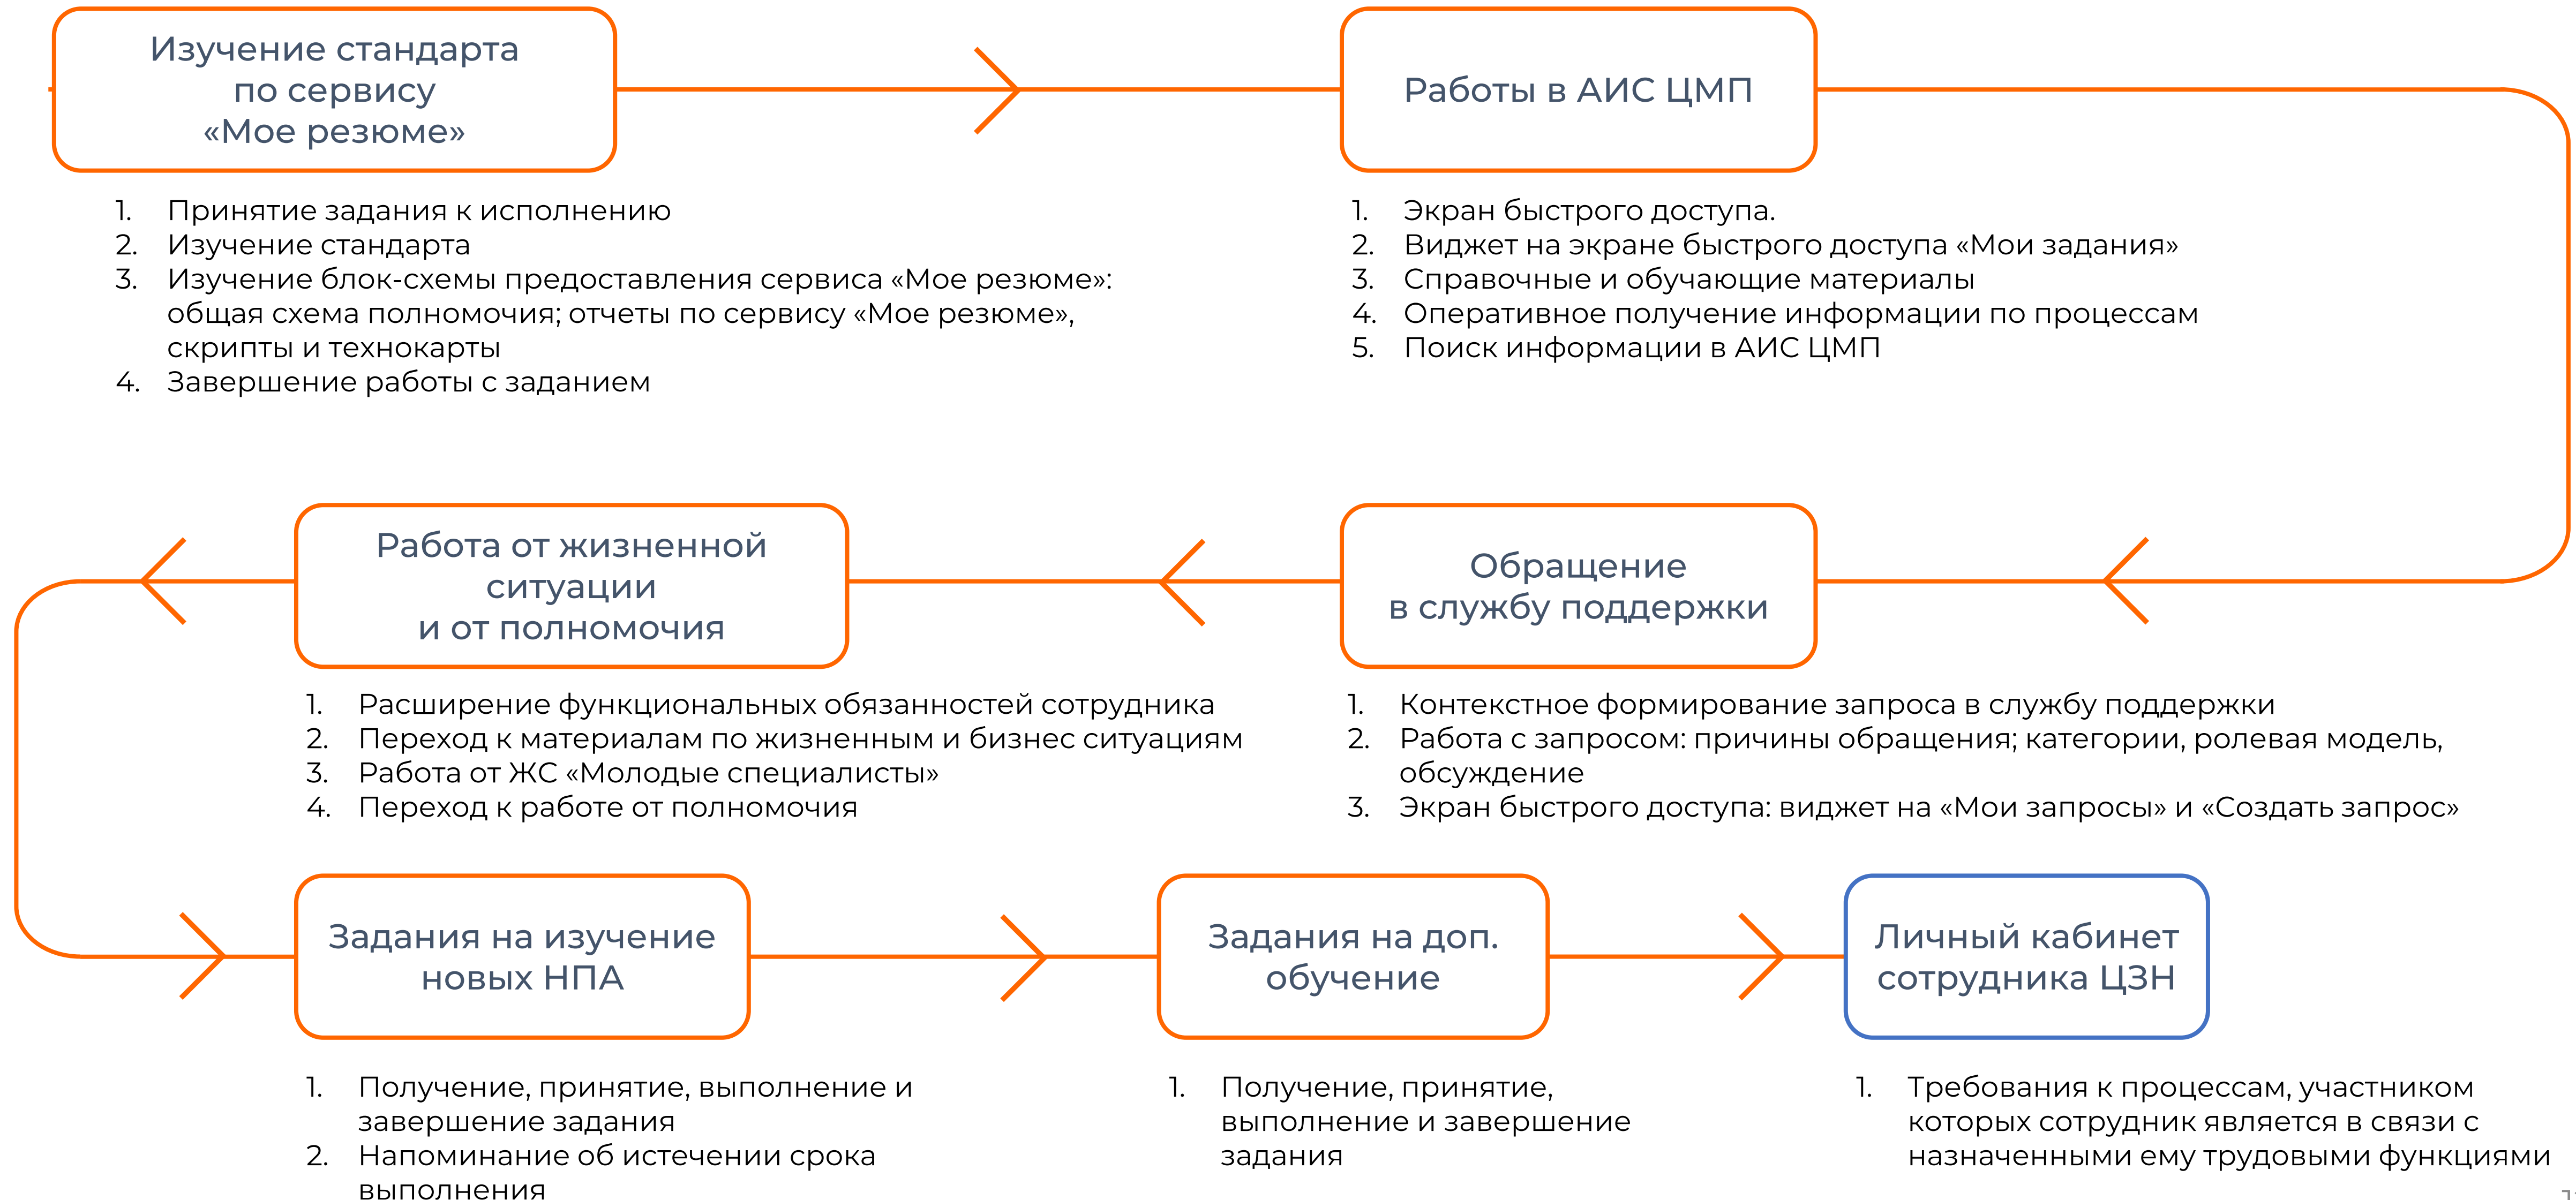 Изучение стандарта
по сервису
«Мое резюме»
1. Принятие задания к исполнению
2. Изучение стандарта
3. Изучение блок-схемы предоставления сервиса «Мое резюме»:
общая схема полномочия; отчеты по сервису «Мое резюме»,
скрипты и технокарты
4. Завершение работы с заданием
Работы в АИС ЦМП
1. Экран быстрого доступа.
2. Виджет на экране быстрого доступа «Мои задания»
3. Справочные и обучающие материалы
4. Оперативное получение информации по процессам
5. Поиск информации в АИС ЦМП
Обращение
в службу поддержки
1. Контекстное формирование запроса в службу поддержки
2. Работа с запросом: причины обращения; категории, ролевая модель,
обсуждение
3. Экран быстрого доступа: виджет на «Мои запросы» и «Создать запрос»
Работа от жизненной
ситуации
и от полномочия
1. Расширение функциональных обязанностей сотрудника
2. Переход к материалам по жизненным и бизнес ситуациям
3. Работа от ЖС «Молодые специалисты»
4. Переход к работе от полномочия
Задания на изучение
новых НПА
1. Получение, принятие, выполнение и
завершение задания
2. Напоминание об истечении срока
выполнения
Задания на доп.
обучение
1. Получение, принятие,
выполнение и завершение
задания
Личный кабинет
сотрудника ЦЗН
1. Требования к процессам, участником
которых сотрудник является в связи с
назначенными ему трудовыми функциями